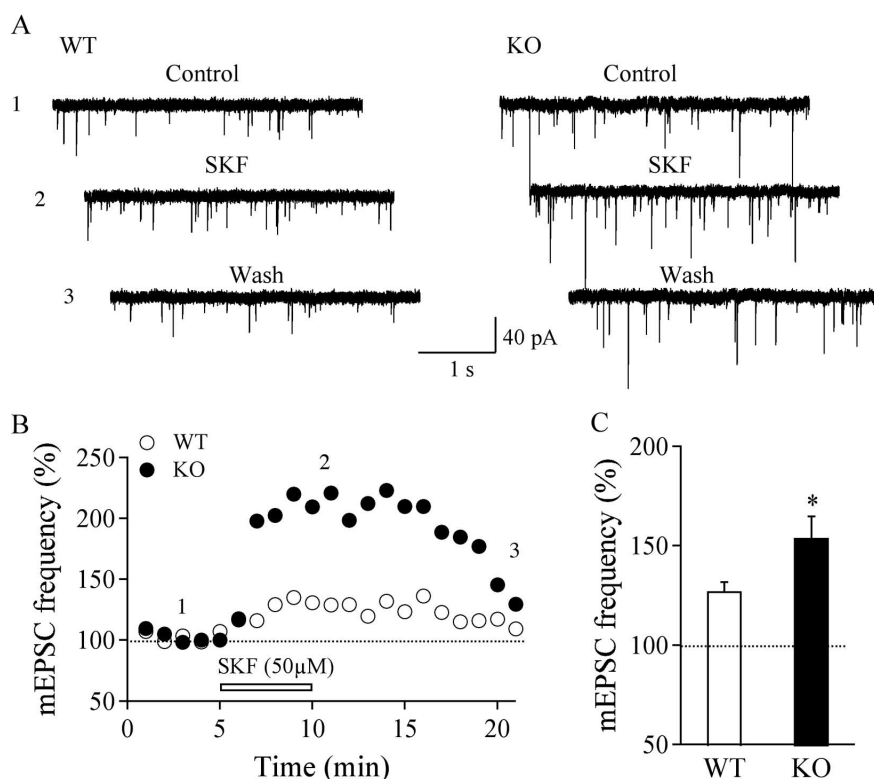 A
WT
KO
Control
Control
1
SKF
SKF
2
Wash
Wash
3
40 pA
1 s
B
WT
KO
mEPSC frequency (%)
250
200
150
100
50
1
2
3
SKF (50µM)
0
5
10
15
20
Time (min)
C
mEPSC frequency (%)
200
150
100
50
*
WT
KO